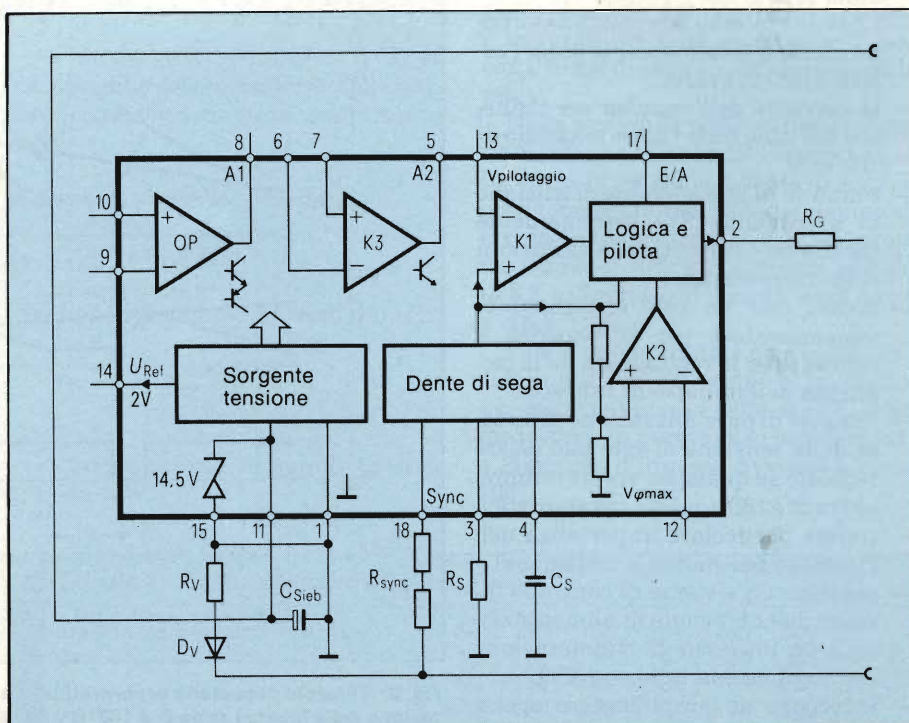 8 6 7 5 13 17
A1 A2 E/A
Vpilotaggio
10 + OP
9 −
+ K3 −
− K1 +
Logica e
pilota
2 R_G
14 U_Ref
2V
Sorgente
tensione
Dente di sega
K2
+ −
14,5 V
Sync
Vφmax
15 11 1 18 3 4 12
R_V
C_Sieb
R_sync
R_S
C_S
D_V